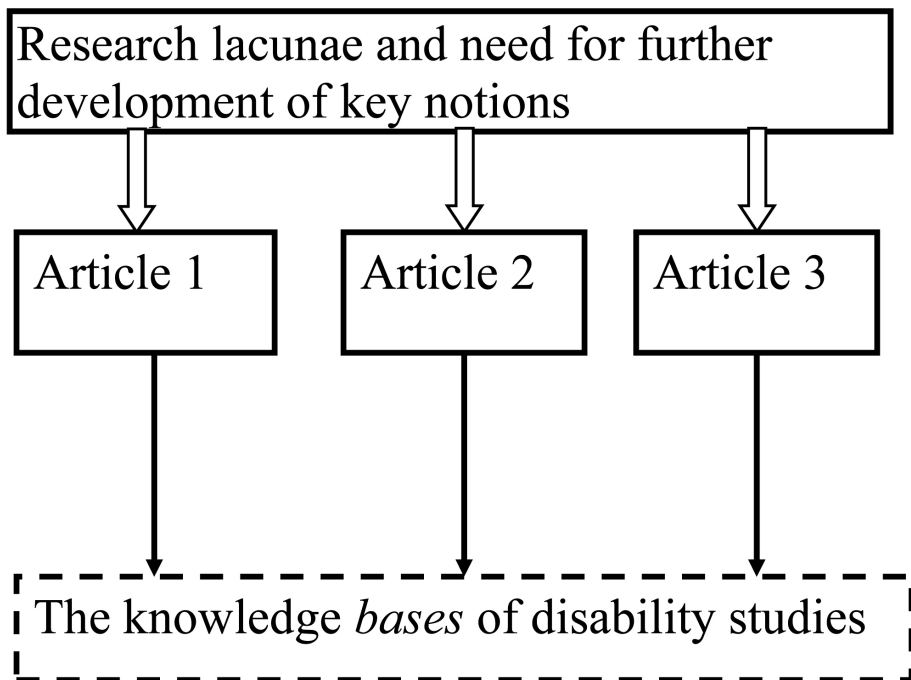 Research lacunae and need for further
development of key notions
Article 1
Article 2
Article 3
The knowledge bases of disability studies